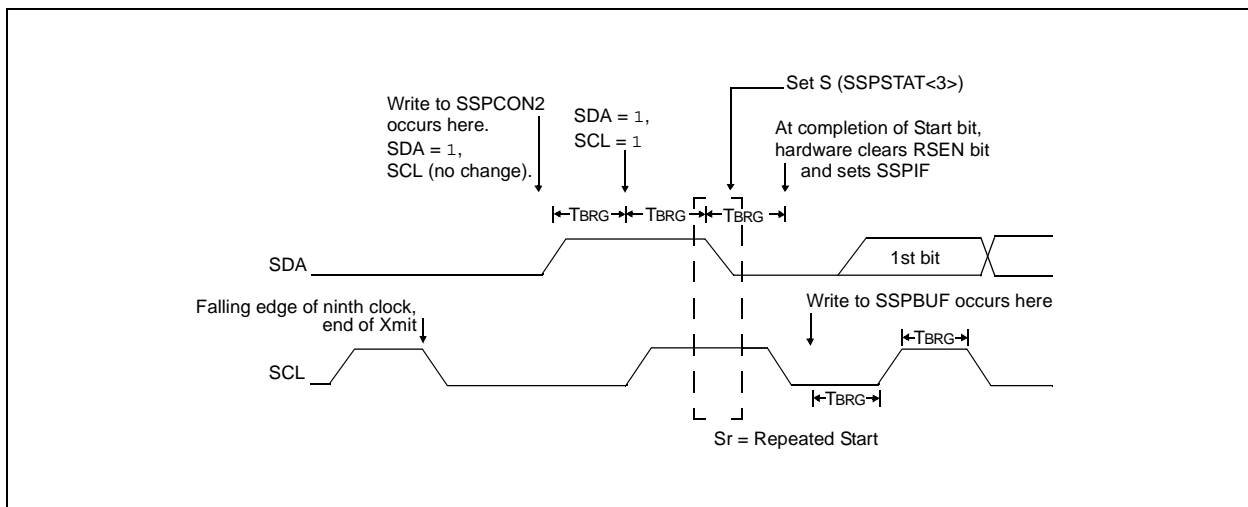 Set S (SSPSTAT<3>)
Write to SSPCON2
occurs here.
SDA = 1,
SCL (no change).
SDA = 1,
SCL = 1
At completion of Start bit,
hardware clears RSEN bit
and sets SSPIF
TBRG
TBRG
TBRG
SDA
1st bit
Falling edge of ninth clock,
end of Xmit
Write to SSPBUF occurs here
TBRG
SCL
TBRG
Sr = Repeated Start